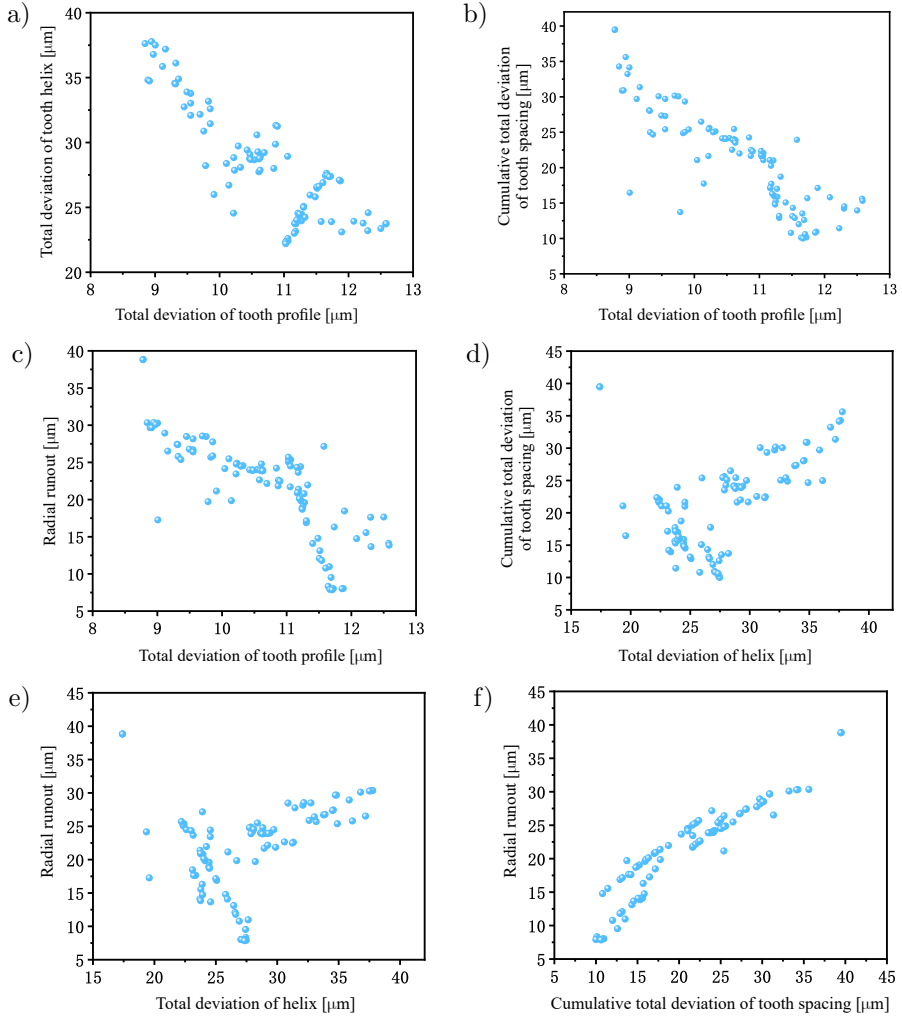 a)
Total deviation of tooth helix [μm]
40
35
30
25
20
8 9 10 11 12 13
Total deviation of tooth profile [μm]
b)
Cumulative total deviation
of tooth spacing [μm]
40
35
30
25
20
15
10
5
8 9 10 11 12 13
Total deviation of tooth profile [μm]
c)
Radial runout [μm]
40
35
30
25
20
15
10
5
8 9 10 11 12 13
Total deviation of tooth profile [μm]
d)
Cumulative total deviation
of tooth spacing [μm]
45
40
35
30
25
20
15
10
5
15 20 25 30 35 40
Total deviation of helix [μm]
e)
Radial runout [μm]
45
40
35
30
25
20
15
10
5
15 20 25 30 35 40
Total deviation of helix [μm]
f)
Radial runout [μm]
45
40
35
30
25
20
15
10
5
5 10 15 20 25 30 35 40 45
Cumulative total deviation of tooth spacing [μm]